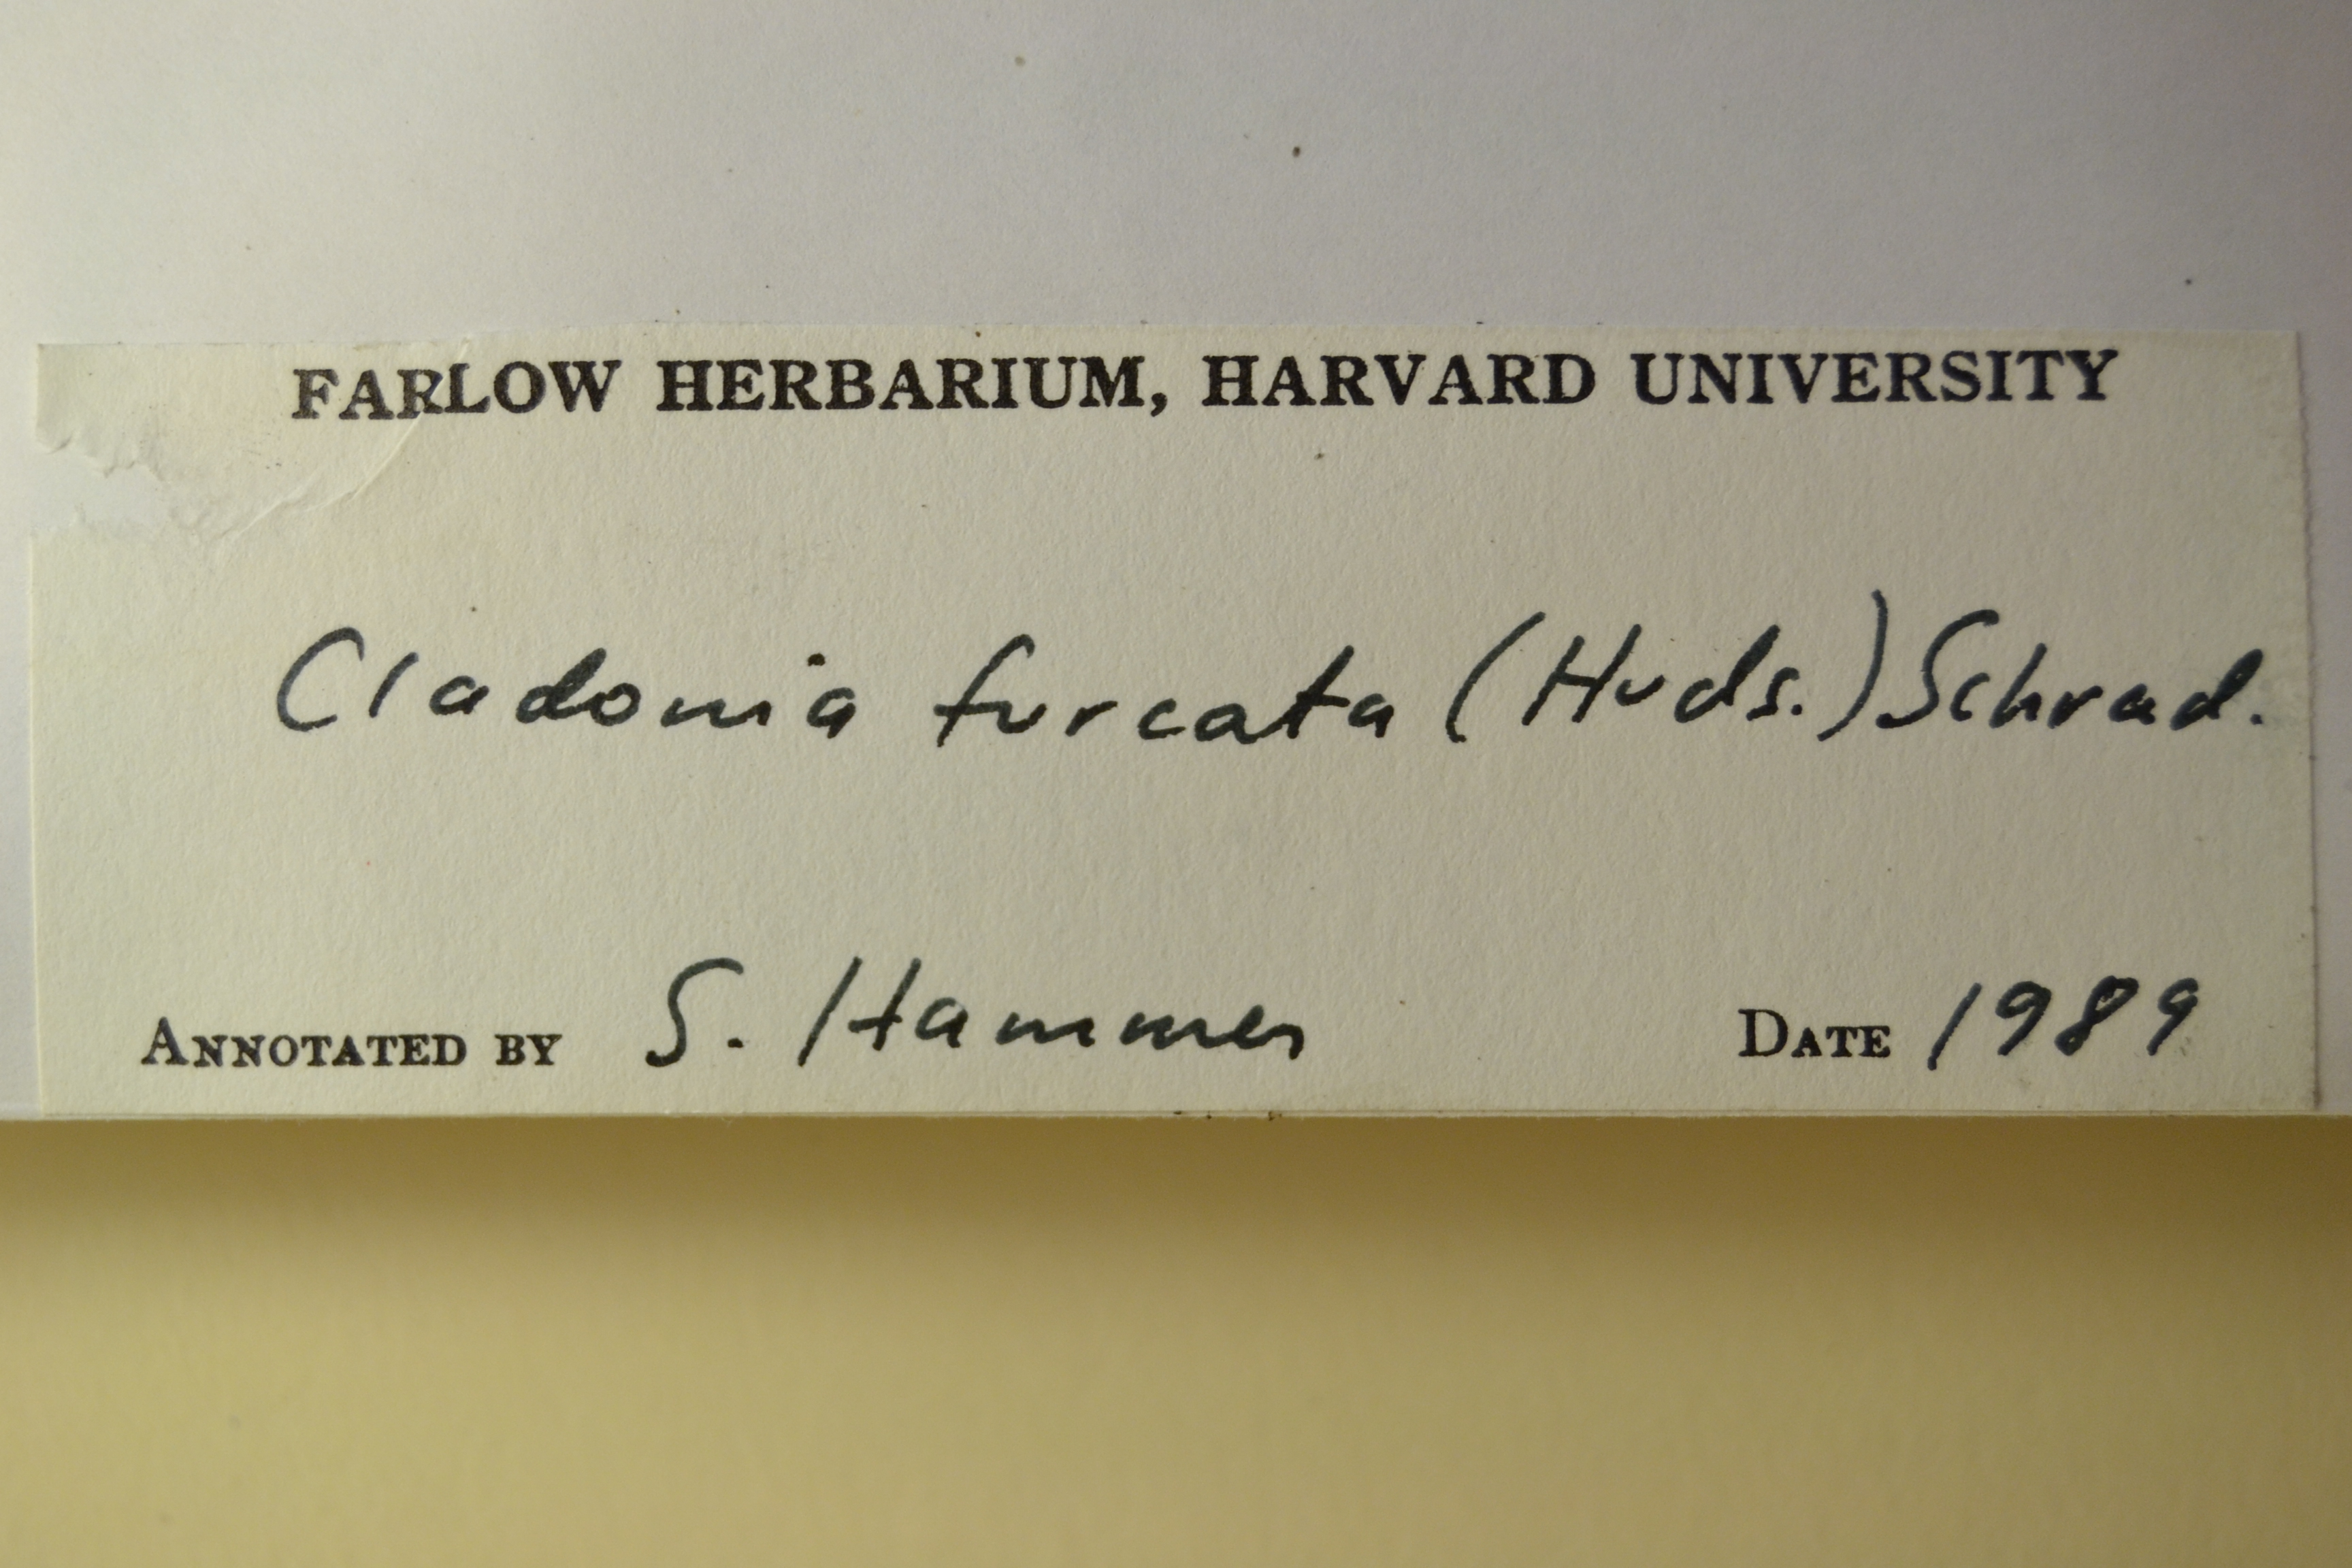 FARLOW HERBARIUM, HARVARD UNIVERSITY
Cladonia furcata (Huds.) Schrad.
ANNOTATED BY S. Hammer DATE 1989